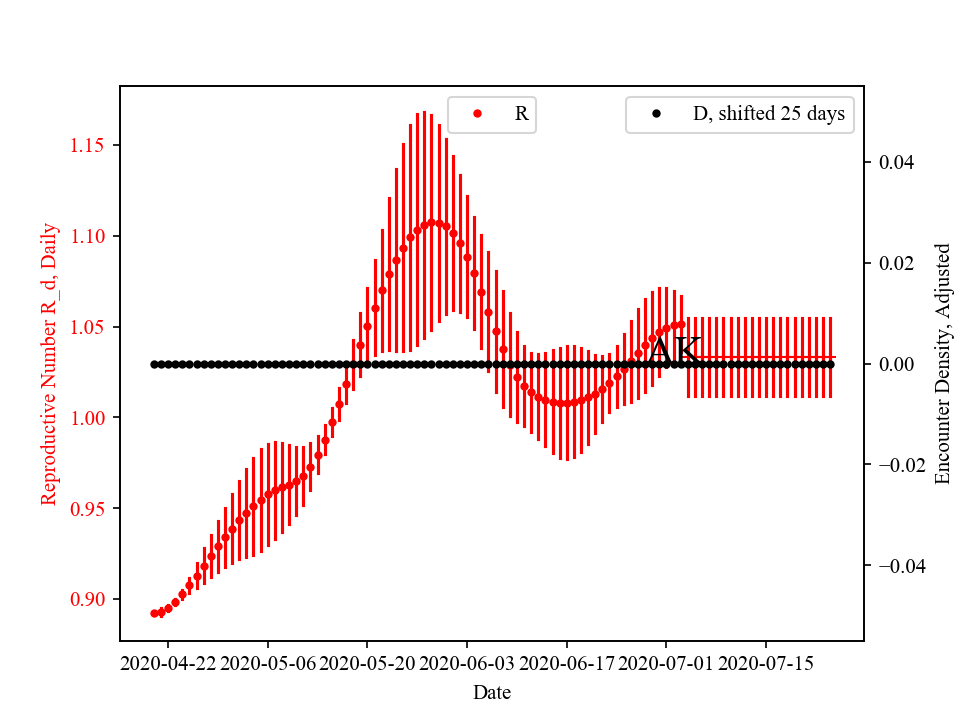 R
D, shifted 25 days
Reproductive Number R_d, Daily
1.15
1.10
1.05
1.00
0.95
0.90
AK
0.04
0.02
0.00
−0.02
−0.04
Encounter Density, Adjusted
2020-04-22 2020-05-06 2020-05-20 2020-06-03 2020-06-17 2020-07-01 2020-07-15
Date